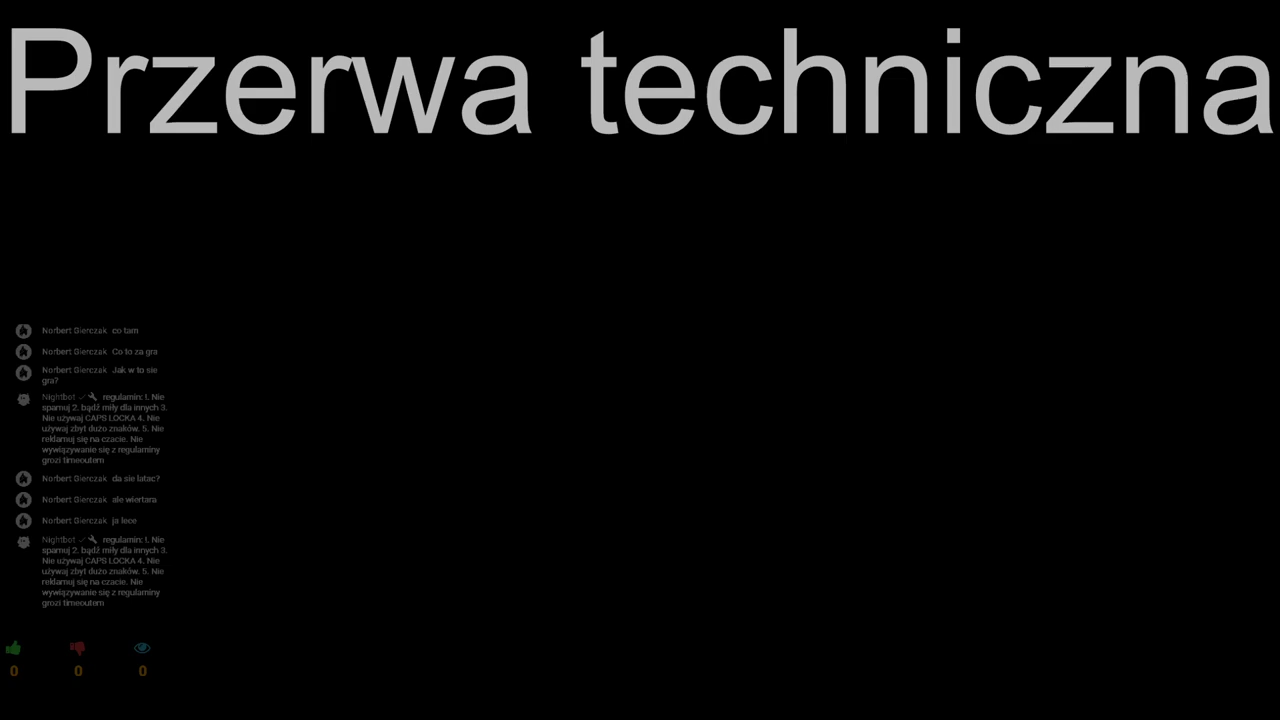 Przerwa techniczna
Norbert Gierczak co tam
Norbert Gierczak Co to za gra
Norbert Gierczak Jak w to sie
gra?
Nightbot regulamin: !. Nie
spamuj 2. bądź miły dla innych 3.
Nie używaj CAPS LOCKA 4. Nie
używaj zbyt dużo znaków. 5. Nie
reklamuj się na czacie. Nie
wywiązywanie się z regulaminy
grozi timeoutem
Norbert Gierczak da sie latac?
Norbert Gierczak ale wiertara
Norbert Gierczak ja lece
Nightbot regulamin: !. Nie
spamuj 2. bądź miły dla innych 3.
Nie używaj CAPS LOCKA 4. Nie
używaj zbyt dużo znaków. 5. Nie
reklamuj się na czacie. Nie
wywiązywanie się z regulaminy
grozi timeoutem
0 0 0